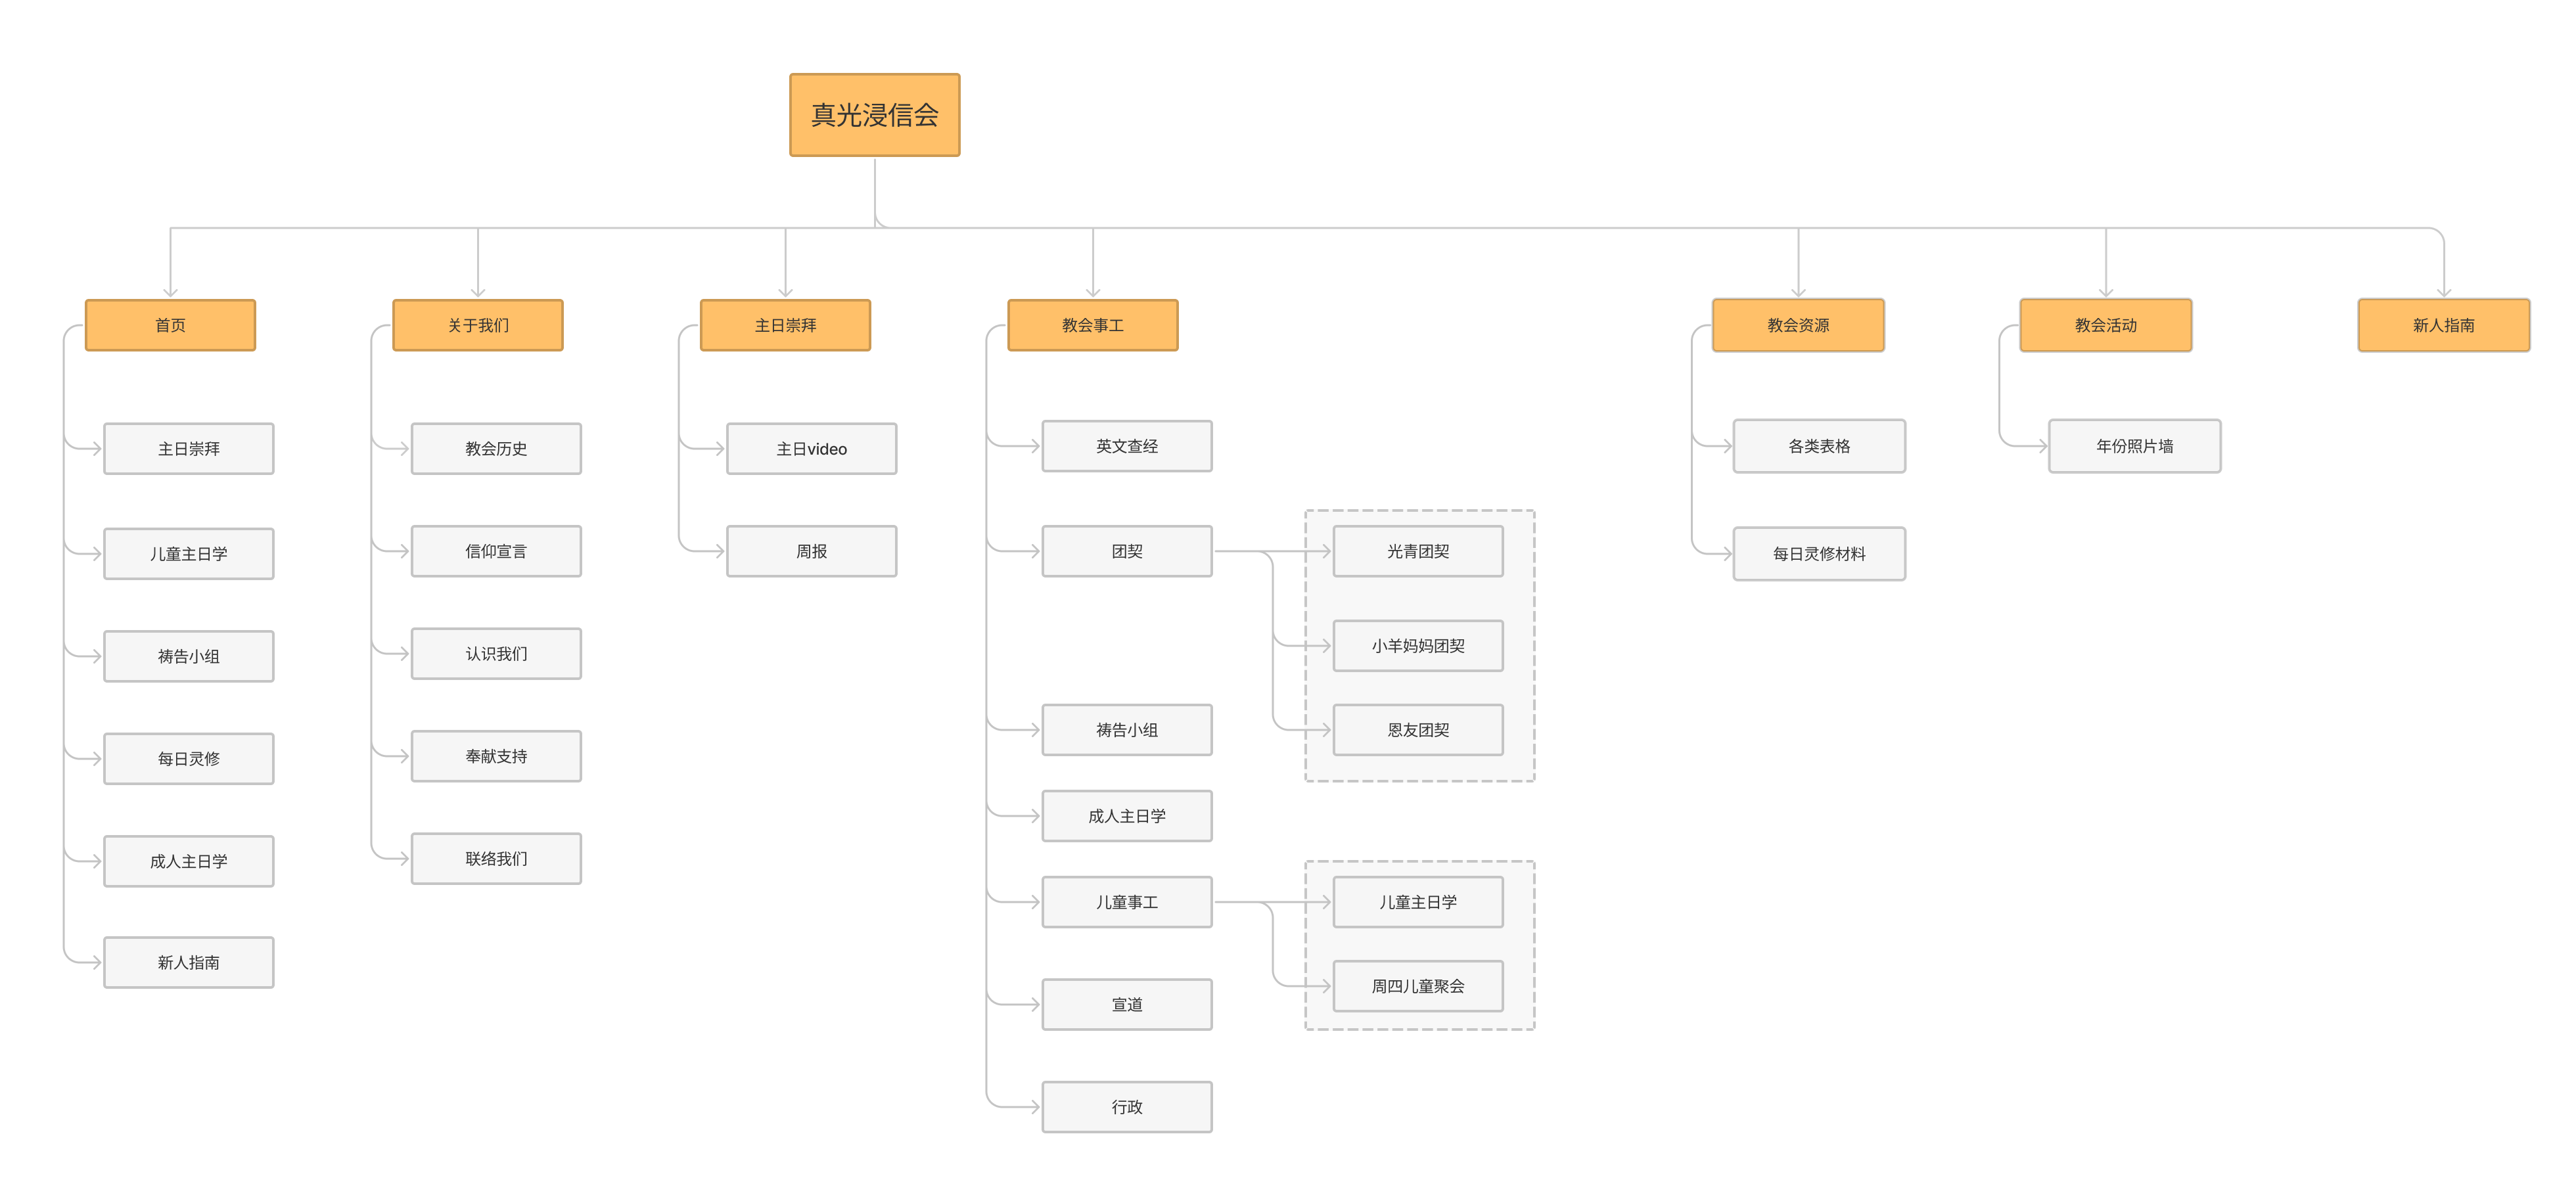 真光浸信会
首页
关于我们
主日崇拜
教会事工
教会资源
教会活动
新人指南
主日崇拜
儿童主日学
祷告小组
每日灵修
成人主日学
新人指南
教会历史
信仰宣言
认识我们
奉献支持
联络我们
主日video
周报
英文查经
团契
光青团契
小羊妈妈团契
恩友团契
祷告小组
成人主日学
儿童事工
儿童主日学
周四儿童聚会
宣道
行政
各类表格
每日灵修材料
年份照片墙